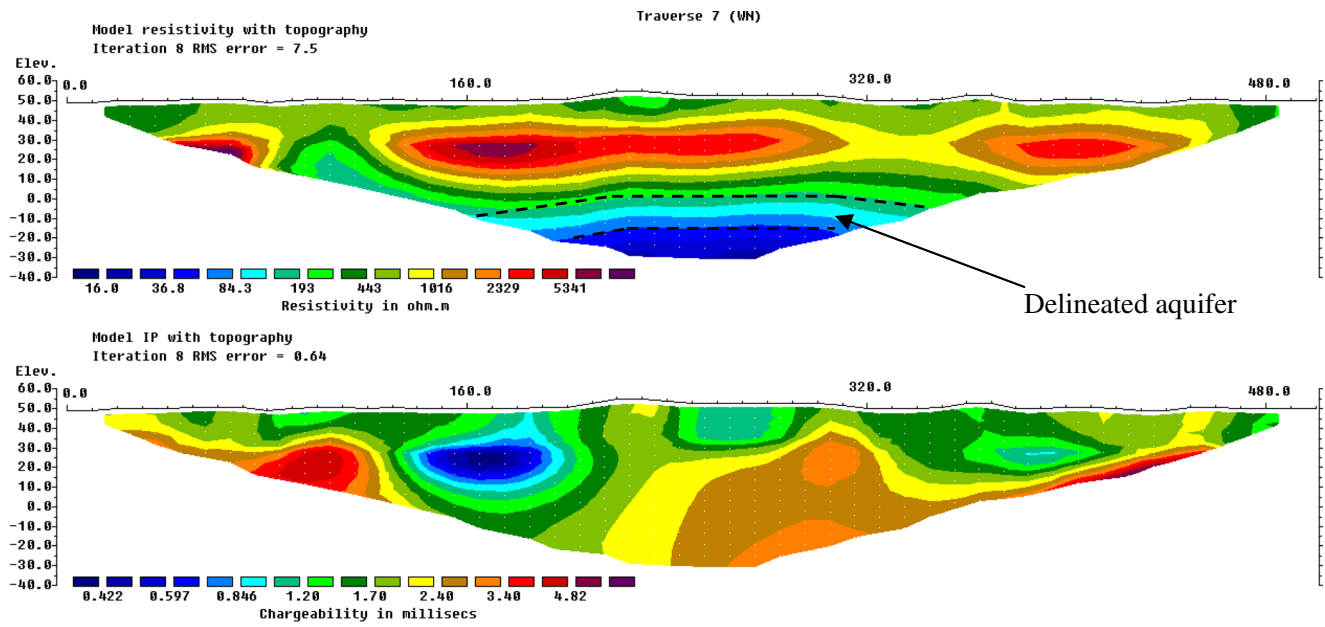 Traverse 7 (WN)
Model resistivity with topography
Iteration 8 RMS error = 7.5
Elev.
0.0 160.0 320.0 480.0
60.0
50.0
40.0
30.0
20.0
10.0
0.0
-10.0
-20.0
-30.0
-40.0
16.0 36.8 84.3 193 443 1016 2329 5341
Resistivity in ohm.m
Delineated aquifer
Model IP with topography
Iteration 8 RMS error = 0.64
Elev.
0.0 160.0 320.0 480.0
60.0
50.0
40.0
30.0
20.0
10.0
0.0
-10.0
-20.0
-30.0
-40.0
0.422 0.597 0.846 1.20 1.70 2.40 3.40 4.82
Chargeability in millisecs